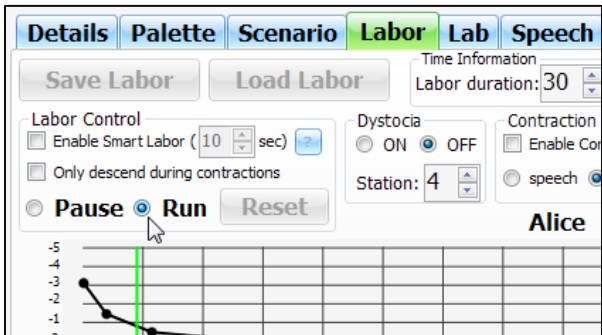 Details Palette Scenario Labor Lab Speech
Save Labor Load Labor
Time Information
Labor duration: 30
Labor Control
Enable Smart Labor ( 10 sec) ?
Only descend during contractions
Pause Run Reset
Dystocia
ON OFF
Station: 4
Contraction
Enable Con
speech
Alice
-5
-4
-3
-2
-1